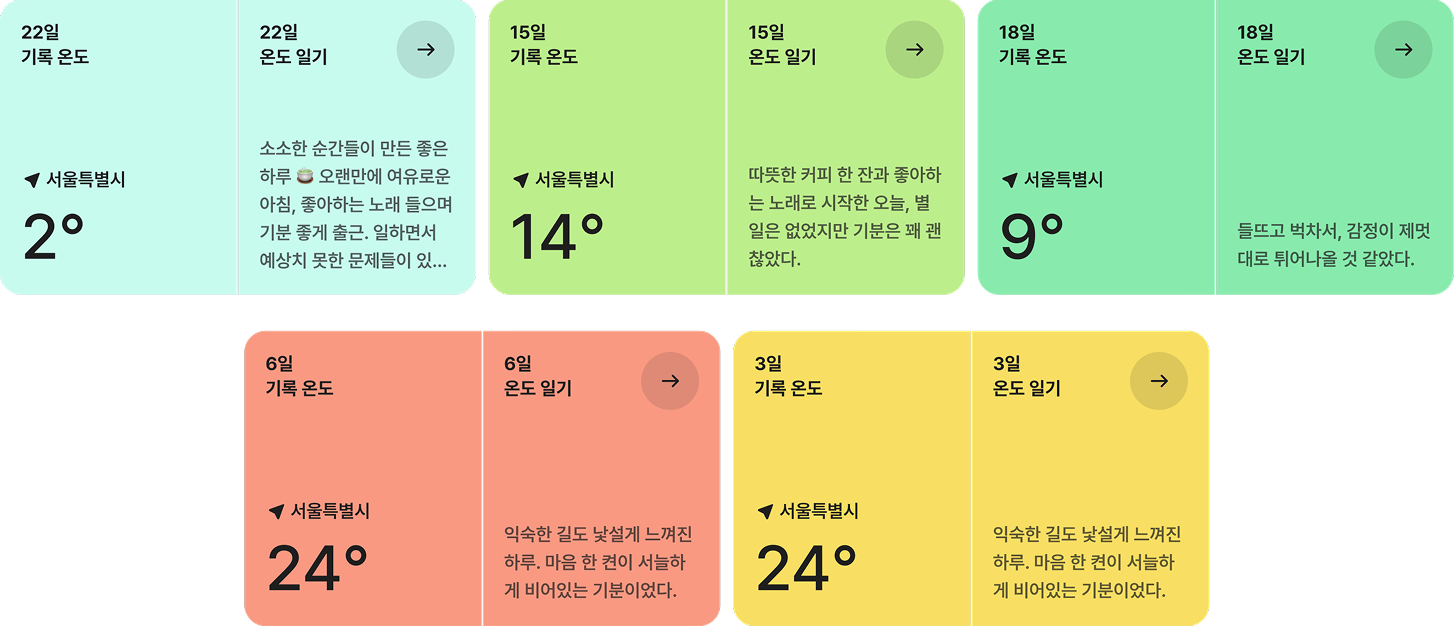 22일
기록 온도
서울특별시
2°
22일
온도 일기
소소한 순간들이 만든 좋은
하루 🍵 오랜만에 여유로운
아침, 좋아하는 노래 들으며
기분 좋게 출근. 일하면서
예상치 못한 문제들이 있...
15일
기록 온도
서울특별시
14°
15일
온도 일기
따뜻한 커피 한 잔과 좋아하
는 노래로 시작한 오늘, 별
일은 없었지만 기분은 꽤 괜
찮았다.
18일
기록 온도
서울특별시
9°
18일
온도 일기
들뜨고 벅차서, 감정이 제멋
대로 튀어나올 것 같았다.
6일
기록 온도
서울특별시
24°
6일
온도 일기
익숙한 길도 낯설게 느껴진
하루. 마음 한 켠이 서늘하
게 비어있는 기분이었다.
3일
기록 온도
서울특별시
24°
3일
온도 일기
익숙한 길도 낯설게 느껴진
하루. 마음 한 켠이 서늘하
게 비어있는 기분이었다.